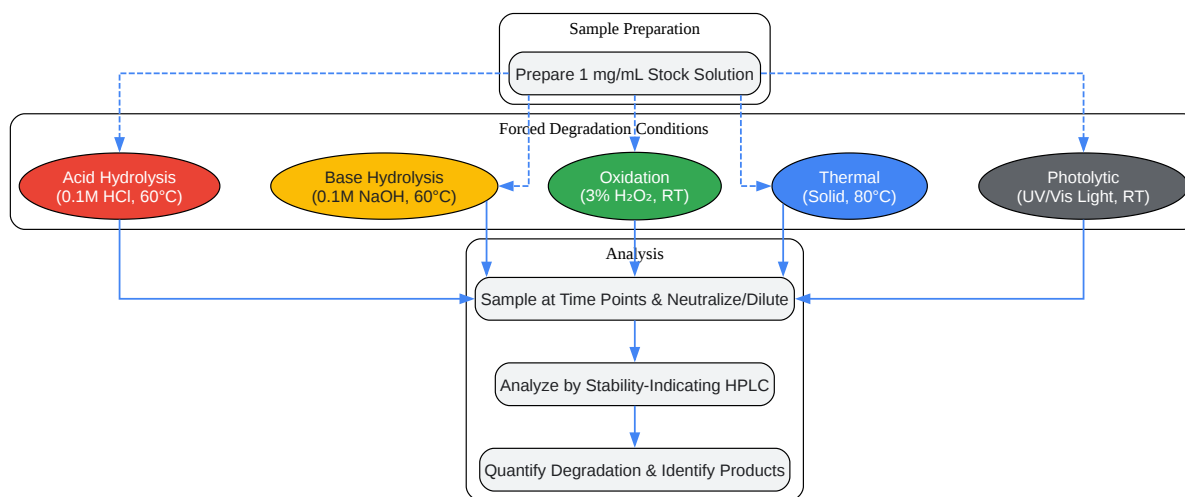 Sample Preparation
Prepare 1 mg/mL Stock Solution
Forced Degradation Conditions
Acid Hydrolysis
(0.1M HCl, 60°C)
Base Hydrolysis
(0.1M NaOH, 60°C)
Oxidation
(3% H₂O₂, RT)
Thermal
(Solid, 80°C)
Photolytic
(UV/Vis Light, RT)
Analysis
Sample at Time Points & Neutralize/Dilute
Analyze by Stability-Indicating HPLC
Quantify Degradation & Identify Products